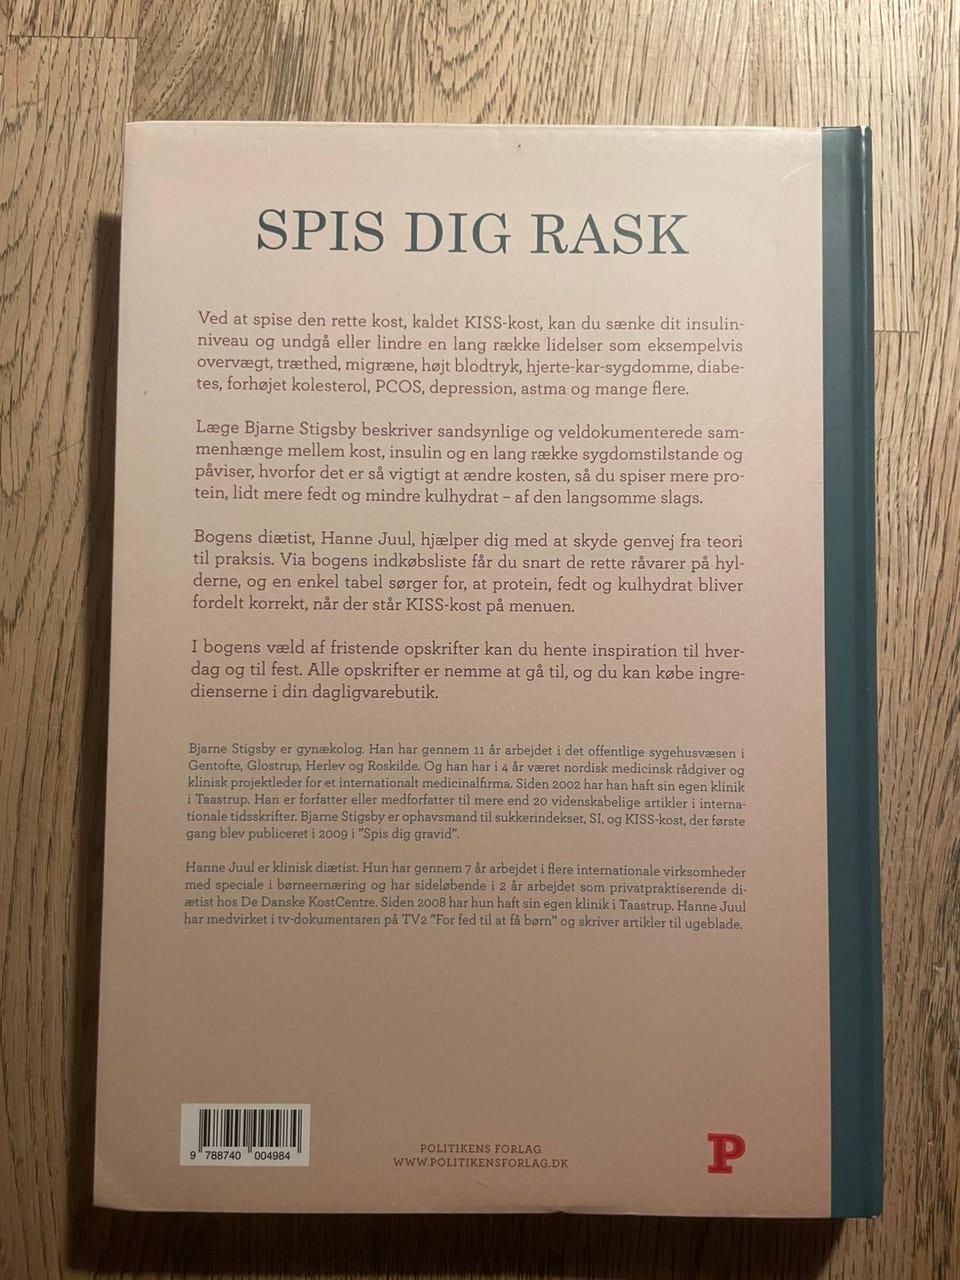 SPIS DIG RASK
Ved at spise den rette kost, kaldet KISS-kost, kan du sænke dit insulin-
niveau og undgå eller lindre en lang række lidelser som eksempelvis
overvægt, træthed, migræne, højt blodtryk, hjerte-kar-sygdomme, diabe-
tes, forhøjet kolesterol, PCOS, depression, astma og mange flere.
Læge Bjarne Stigsby beskriver sandsynlige og veldokumenterede sam-
menhænge mellem kost, insulin og en lang række sygdomstilstande og
påviser, hvorfor det er så vigtigt at ændre kosten, så du spiser mere pro-
tein, lidt mere fedt og mindre kulhydrat – af den langsomme slags.
Bogens diætist, Hanne Juul, hjælper dig med at skyde genvej fra teori
til praksis. Via bogens indkøbsliste får du snart de rette råvarer på hyl-
derne, og en enkel tabel sørger for, at protein, fedt og kulhydrat bliver
fordelt korrekt, når der står KISS-kost på menuen.
I bogens væld af fristende opskrifter kan du hente inspiration til hver-
dag og til fest. Alle opskrifter er nemme at gå til, og du kan købe ingre-
dienserne i din dagligvarebutik.
Bjarne Stigsby er gynækolog. Han har gennem 11 år arbejdet i det offentlige sygehusvæsen i
Gentofte, Glostrup, Herlev og Roskilde. Og han har i 4 år været nordisk medicinsk rådgiver og
klinisk projektleder for et internationalt medicinalfirma. Siden 2002 har han haft sin egen klinik
i Taastrup. Han er forfatter eller medforfatter til mere end 20 videnskabelige artikler i interna-
tionale tidsskrifter. Bjarne Stigsby er ophavsmand til sukkerindekset, SI, og KISS-kost, der første
gang blev publiceret i 2009 i "Spis dig gravid".
Hanne Juul er klinisk diætist. Hun har gennem 7 år arbejdet i flere internationale virksomheder
med speciale i børneernæring og har sideløbende i 2 år arbejdet som privatpraktiserende di-
ætist hos De Danske KostCentre. Siden 2008 har hun haft sin egen klinik i Taastrup. Hanne Juul
har medvirket i tv-dokumentaren på TV2 "For fed til at få børn" og skriver artikler til ugeblade.
9 788740 004984
POLITIKENS FORLAG
WWW.POLITIKENSFORLAG.DK
P